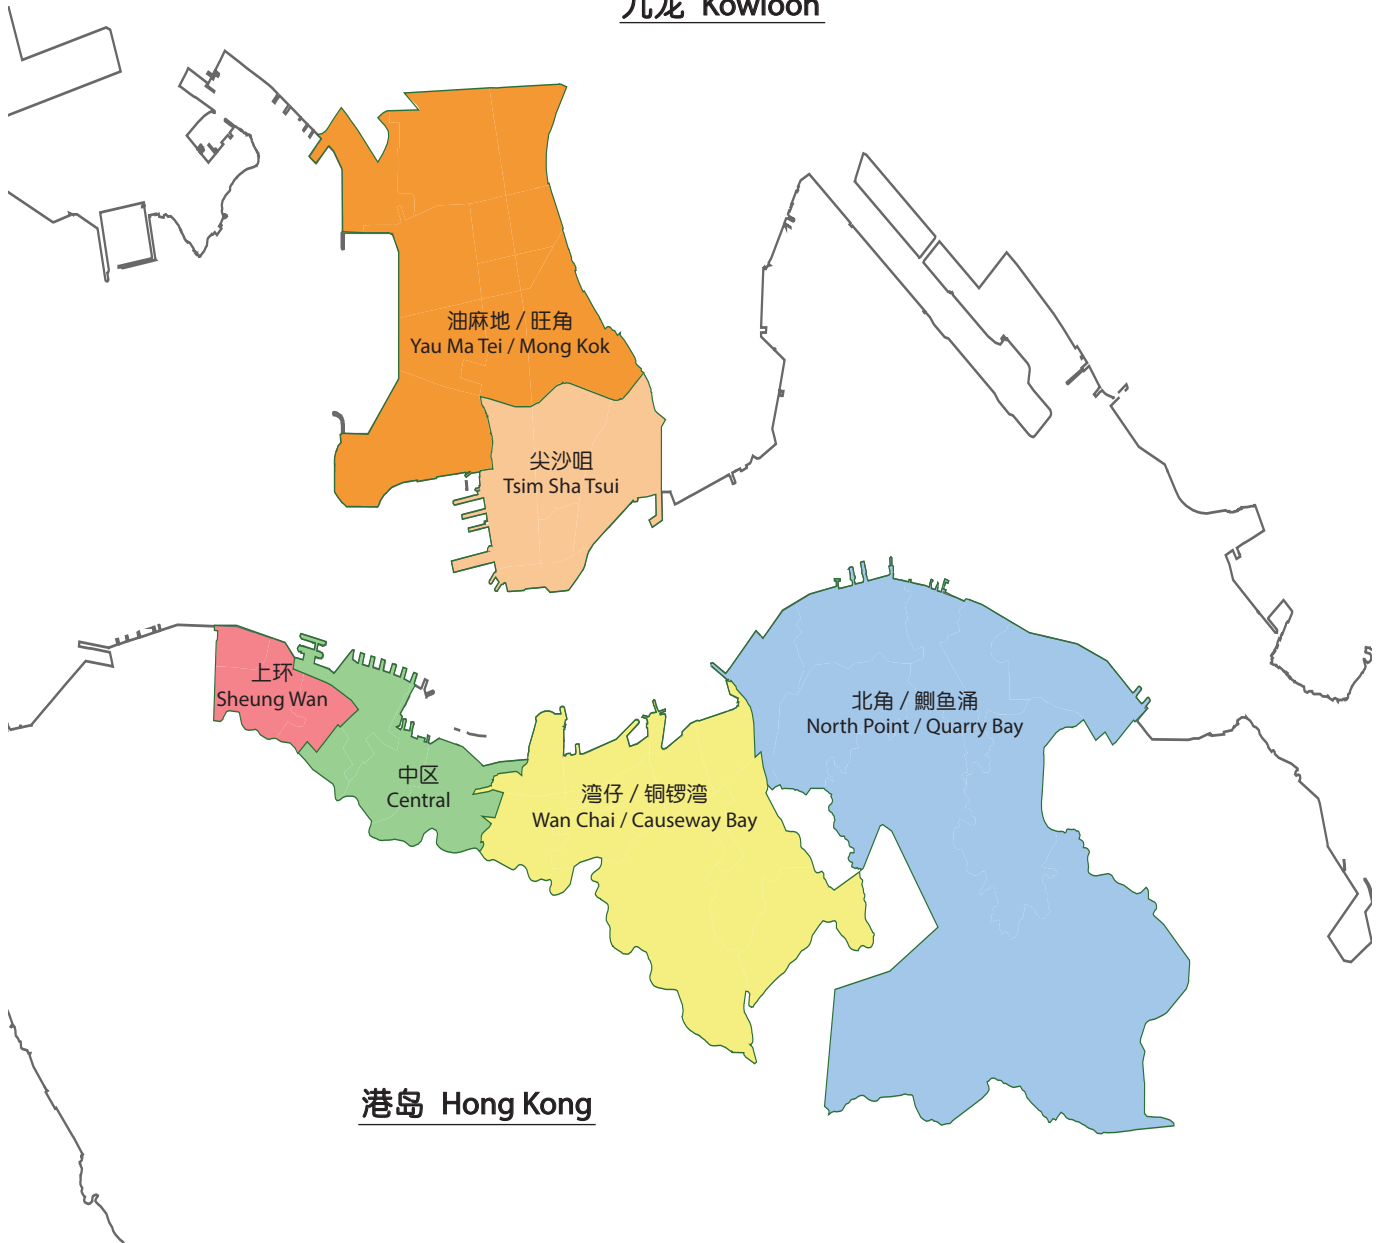 九龙 Kowloon
油麻地 / 旺角
Yau Ma Tei / Mong Kok
尖沙咀
Tsim Sha Tsui
上环
Sheung Wan
中区
Central
湾仔 / 铜锣湾
Wan Chai / Causeway Bay
北角 / 鲗鱼涌
North Point / Quarry Bay
港岛 Hong Kong